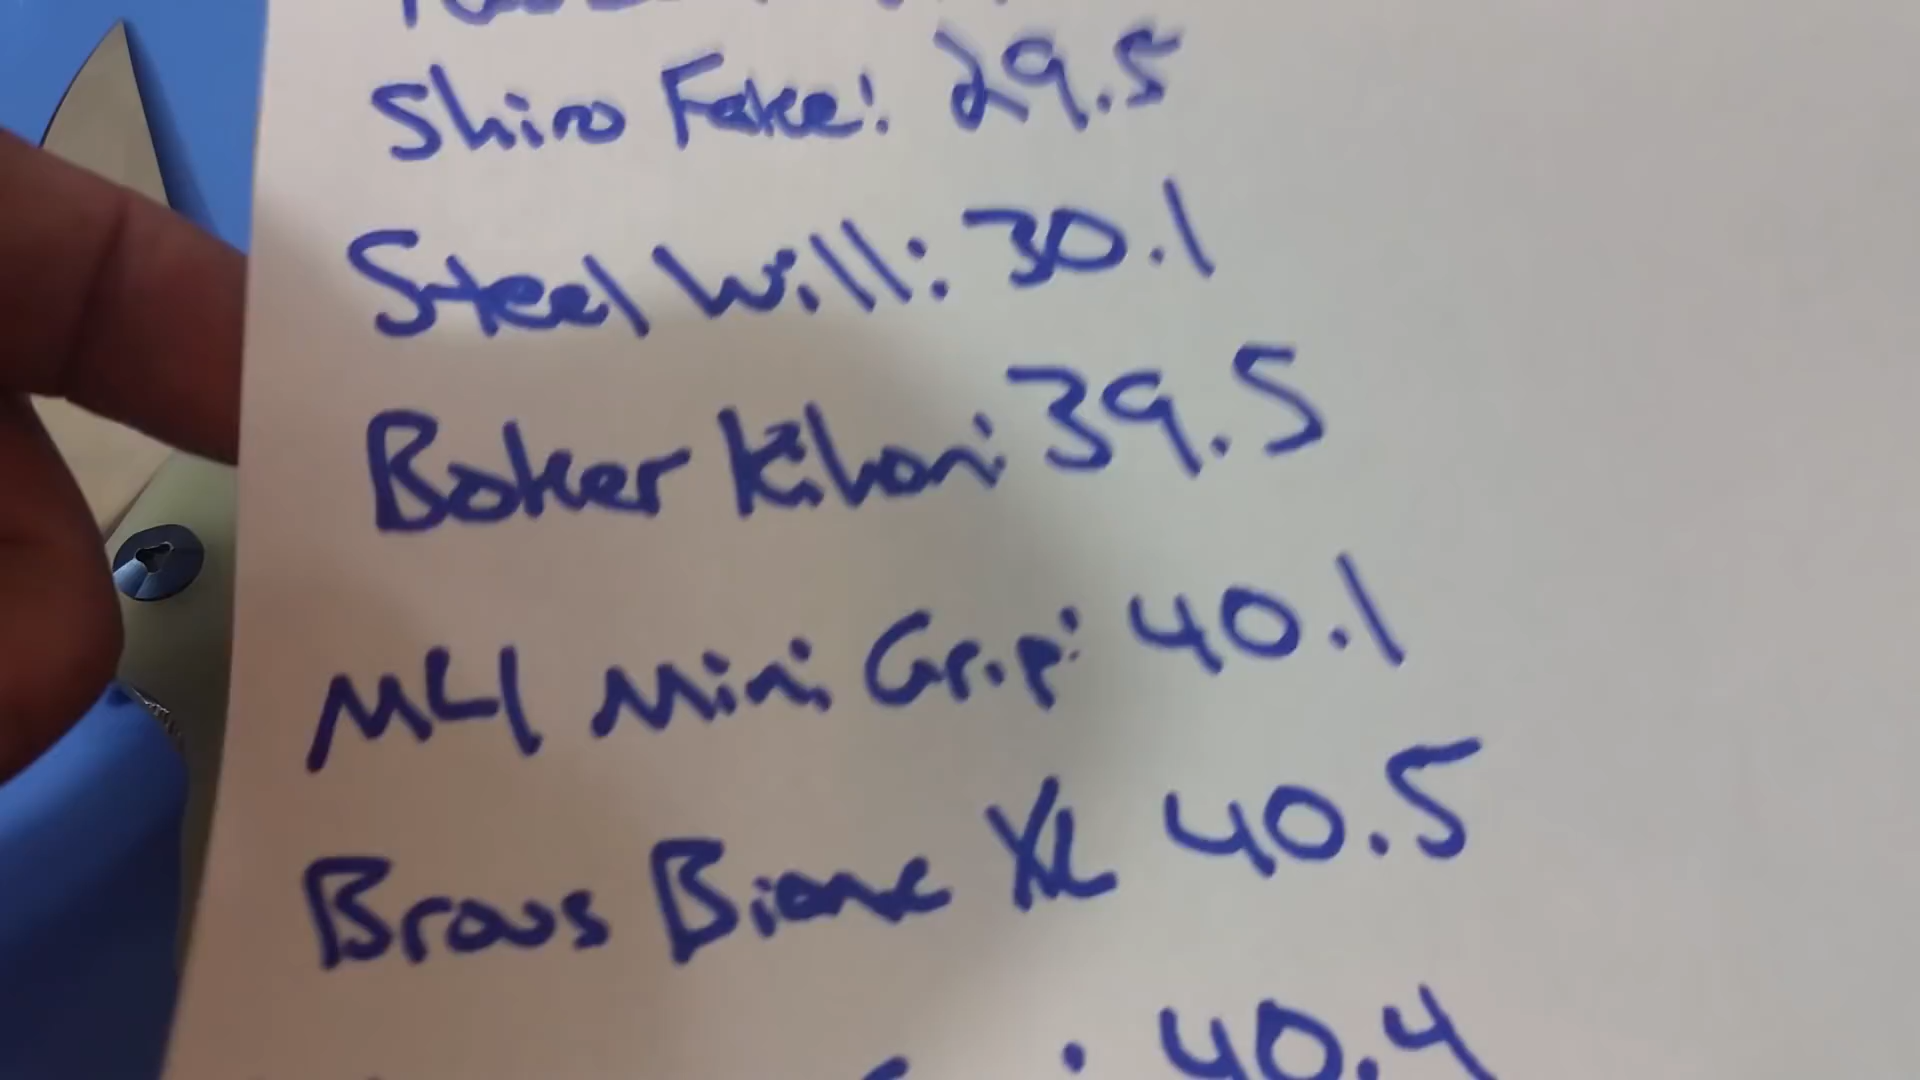 Shiro Fake: 29.5
Steel Will: 30.1
Boker Kihon: 39.5
M4 Mini Grip: 40.1
Brous Bionic XL 40.5
: 40.4